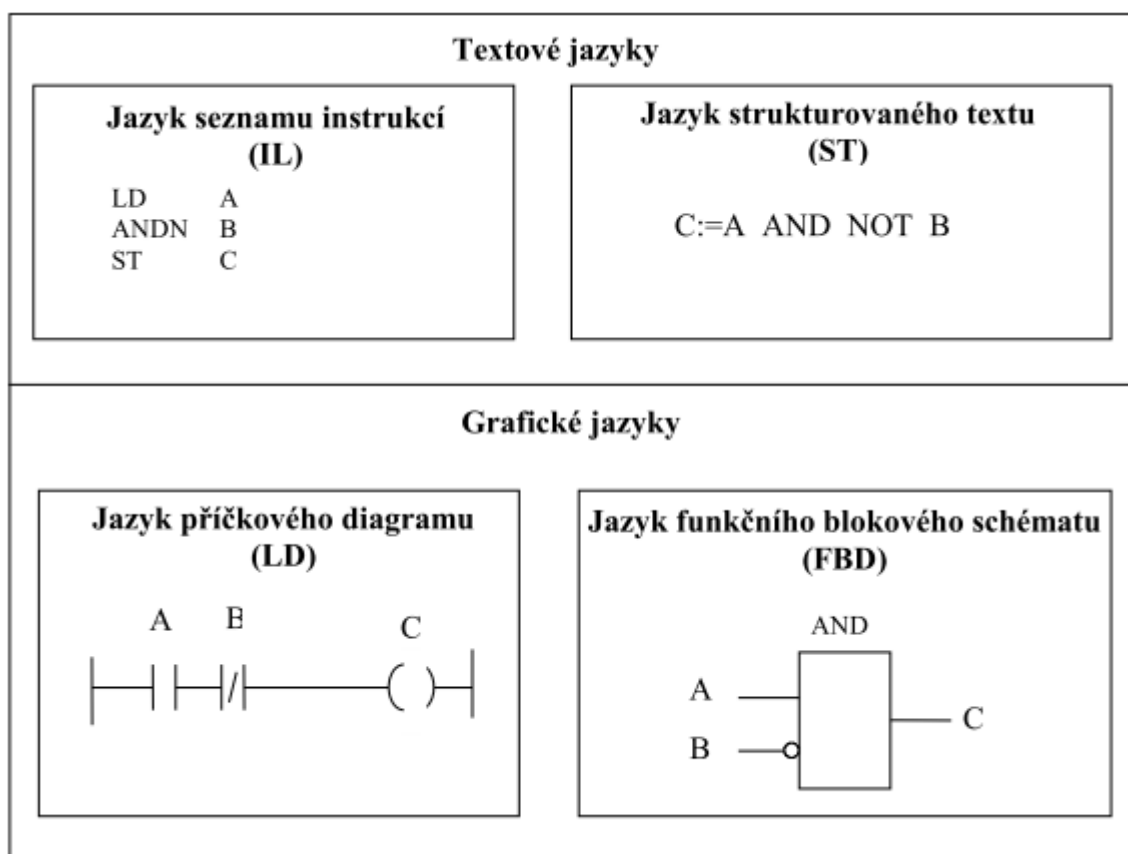 Textové jazyky
Jazyk seznamu instrukcí
(IL)
LD A
ANDN B
ST C
Jazyk strukturovaného textu
(ST)
C:=A AND NOT B
Grafické jazyky
Jazyk příčkového diagramu
(LD)
A B C
Jazyk funkčního blokového schématu
(FBD)
AND
A
C
B